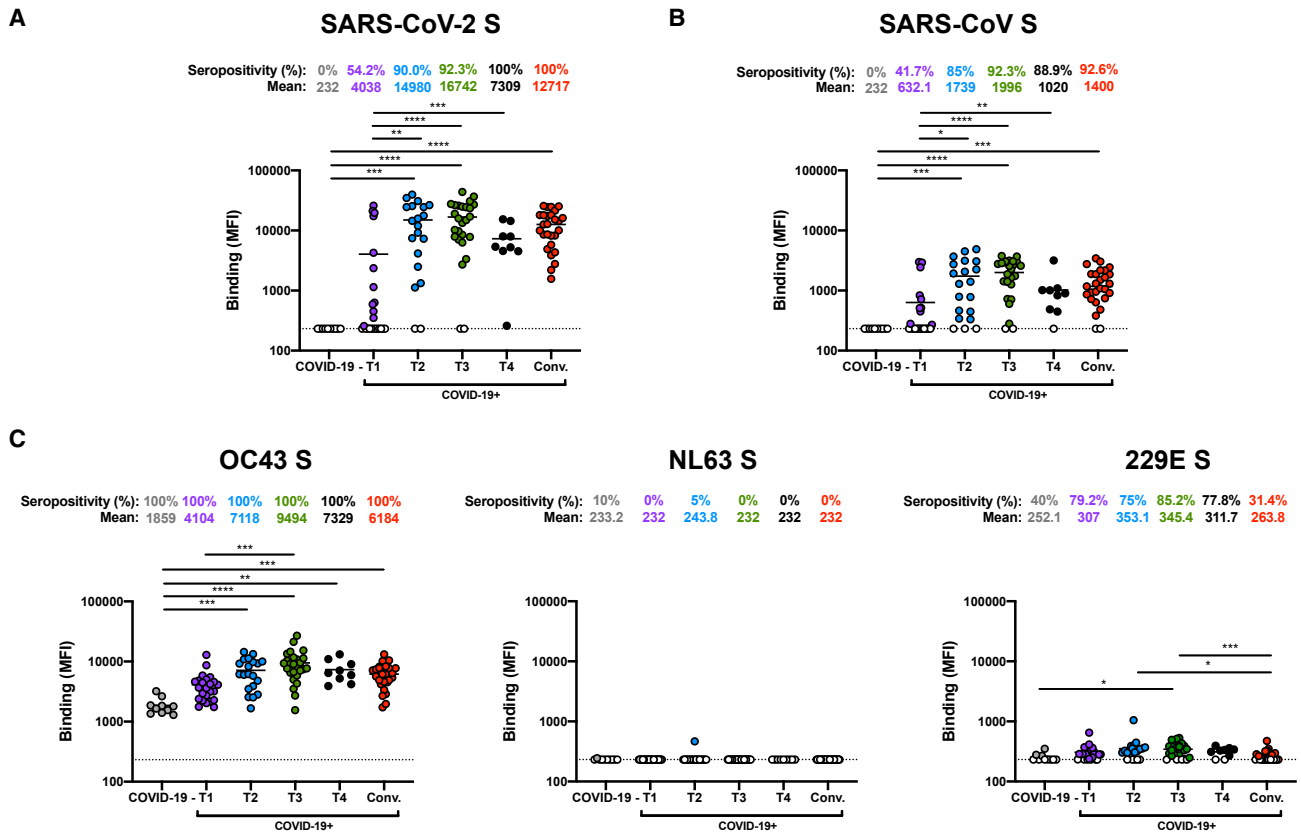 A
SARS-CoV-2 S
Seropositivity (%): 0% 54.2% 90.0% 92.3% 100% 100%
Mean: 232 4038 14980 16742 7309 12717
***
****
**
****
****
***
Binding (MFI)
100000
10000
1000
100
COVID-19 - T1 T2 T3 T4 Conv.
COVID-19+
B
SARS-CoV S
Seropositivity (%): 0% 41.7% 85% 92.3% 88.9% 92.6%
Mean: 232 632.1 1739 1996 1020 1400
**
****
*
***
****
***
Binding (MFI)
100000
10000
1000
100
COVID-19 - T1 T2 T3 T4 Conv.
COVID-19+
C
OC43 S
Seropositivity (%): 100% 100% 100% 100% 100% 100%
Mean: 1859 4104 7118 9494 7329 6184
***
***
**
****
***
Binding (MFI)
100000
10000
1000
100
COVID-19 - T1 T2 T3 T4 Conv.
COVID-19+
NL63 S
Seropositivity (%): 10% 0% 5% 0% 0% 0%
Mean: 233.2 232 243.8 232 232 232
Binding (MFI)
100000
10000
1000
100
COVID-19 - T1 T2 T3 T4 Conv.
COVID-19+
229E S
Seropositivity (%): 40% 79.2% 75% 85.2% 77.8% 31.4%
Mean: 252.1 307 353.1 345.4 311.7 263.8
***
*
*
Binding (MFI)
100000
10000
1000
100
COVID-19 - T1 T2 T3 T4 Conv.
COVID-19+